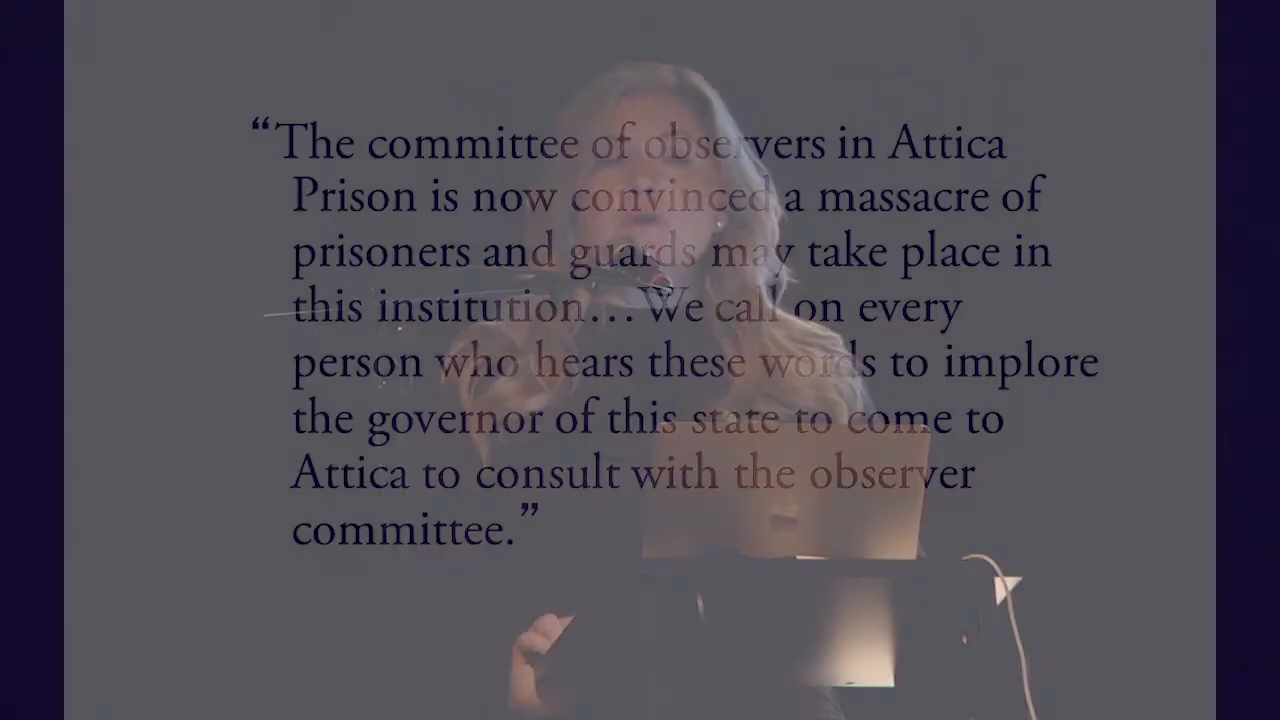 “The committee of observers in Attica
Prison is now convinced a massacre of
prisoners and guards may take place in
this institution…We call on every
person who hears these words to implore
the governor of this state to come to
Attica to consult with the observer
committee.”